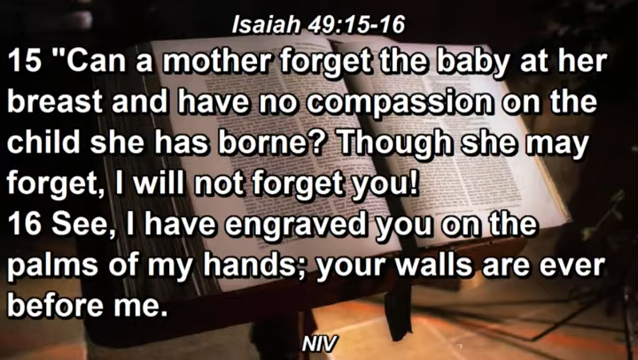 Isaiah 49:15-16
15 "Can a mother forget the baby at her
breast and have no compassion on the
child she has borne? Though she may
forget, I will not forget you!
16 See, I have engraved you on the
palms of my hands; your walls are ever
before me.
NIV